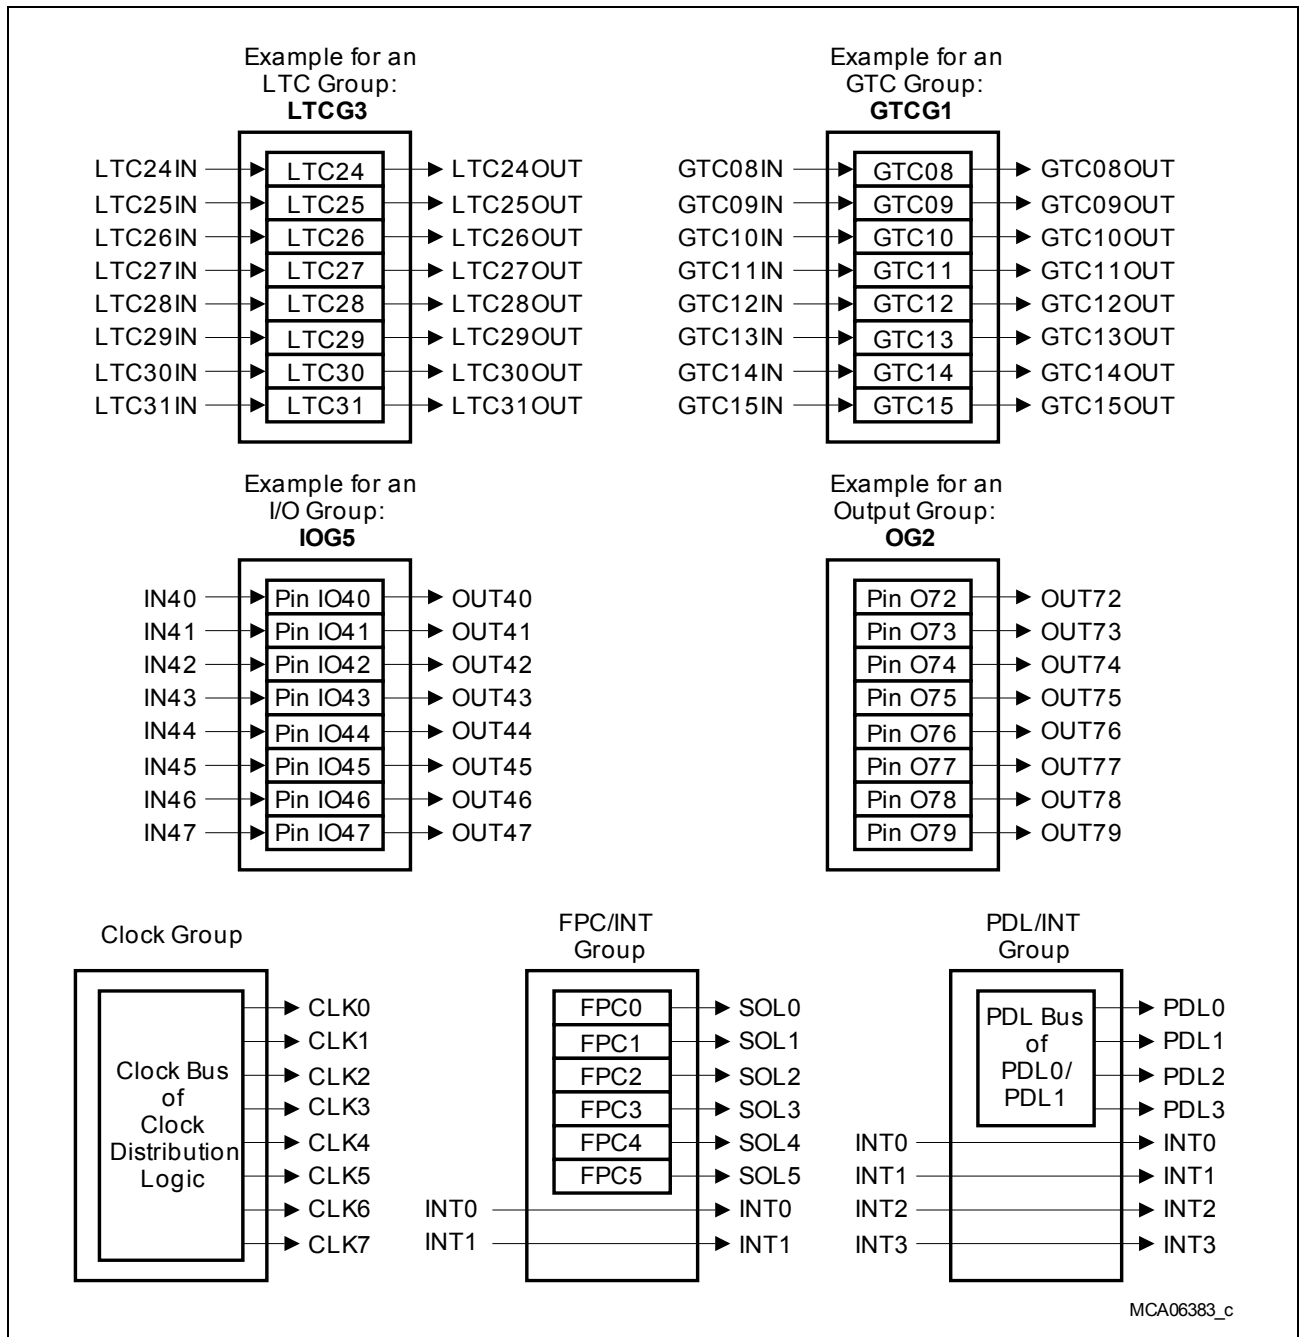 Example for an
LTC Group:
LTCG3
LTC24IN LTC24 LTC24OUT
LTC25IN LTC25 LTC25OUT
LTC26IN LTC26 LTC26OUT
LTC27IN LTC27 LTC27OUT
LTC28IN LTC28 LTC28OUT
LTC29IN LTC29 LTC29OUT
LTC30IN LTC30 LTC30OUT
LTC31IN LTC31 LTC31OUT
Example for an
GTC Group:
GTCG1
GTC08IN GTC08 GTC08OUT
GTC09IN GTC09 GTC09OUT
GTC10IN GTC10 GTC10OUT
GTC11IN GTC11 GTC11OUT
GTC12IN GTC12 GTC12OUT
GTC13IN GTC13 GTC13OUT
GTC14IN GTC14 GTC14OUT
GTC15IN GTC15 GTC15OUT
Example for an
I/O Group:
IOG5
IN40 Pin IO40 OUT40
IN41 Pin IO41 OUT41
IN42 Pin IO42 OUT42
IN43 Pin IO43 OUT43
IN44 Pin IO44 OUT44
IN45 Pin IO45 OUT45
IN46 Pin IO46 OUT46
IN47 Pin IO47 OUT47
Example for an
Output Group:
OG2
Pin O72 OUT72
Pin O73 OUT73
Pin O74 OUT74
Pin O75 OUT75
Pin O76 OUT76
Pin O77 OUT77
Pin O78 OUT78
Pin O79 OUT79
Clock Group
Clock Bus
of
Clock
Distribution
Logic
CLK0
CLK1
CLK2
CLK3
CLK4
CLK5
CLK6
CLK7
FPC/INT
Group
FPC0 SOL0
FPC1 SOL1
FPC2 SOL2
FPC3 SOL3
FPC4 SOL4
FPC5 SOL5
INT0 INT0
INT1 INT1
PDL/INT
Group
PDL Bus
of
PDL0/
PDL1
PDL0
PDL1
PDL2
PDL3
INT0 INT0
INT1 INT1
INT2 INT2
INT3 INT3
MCA06383_c